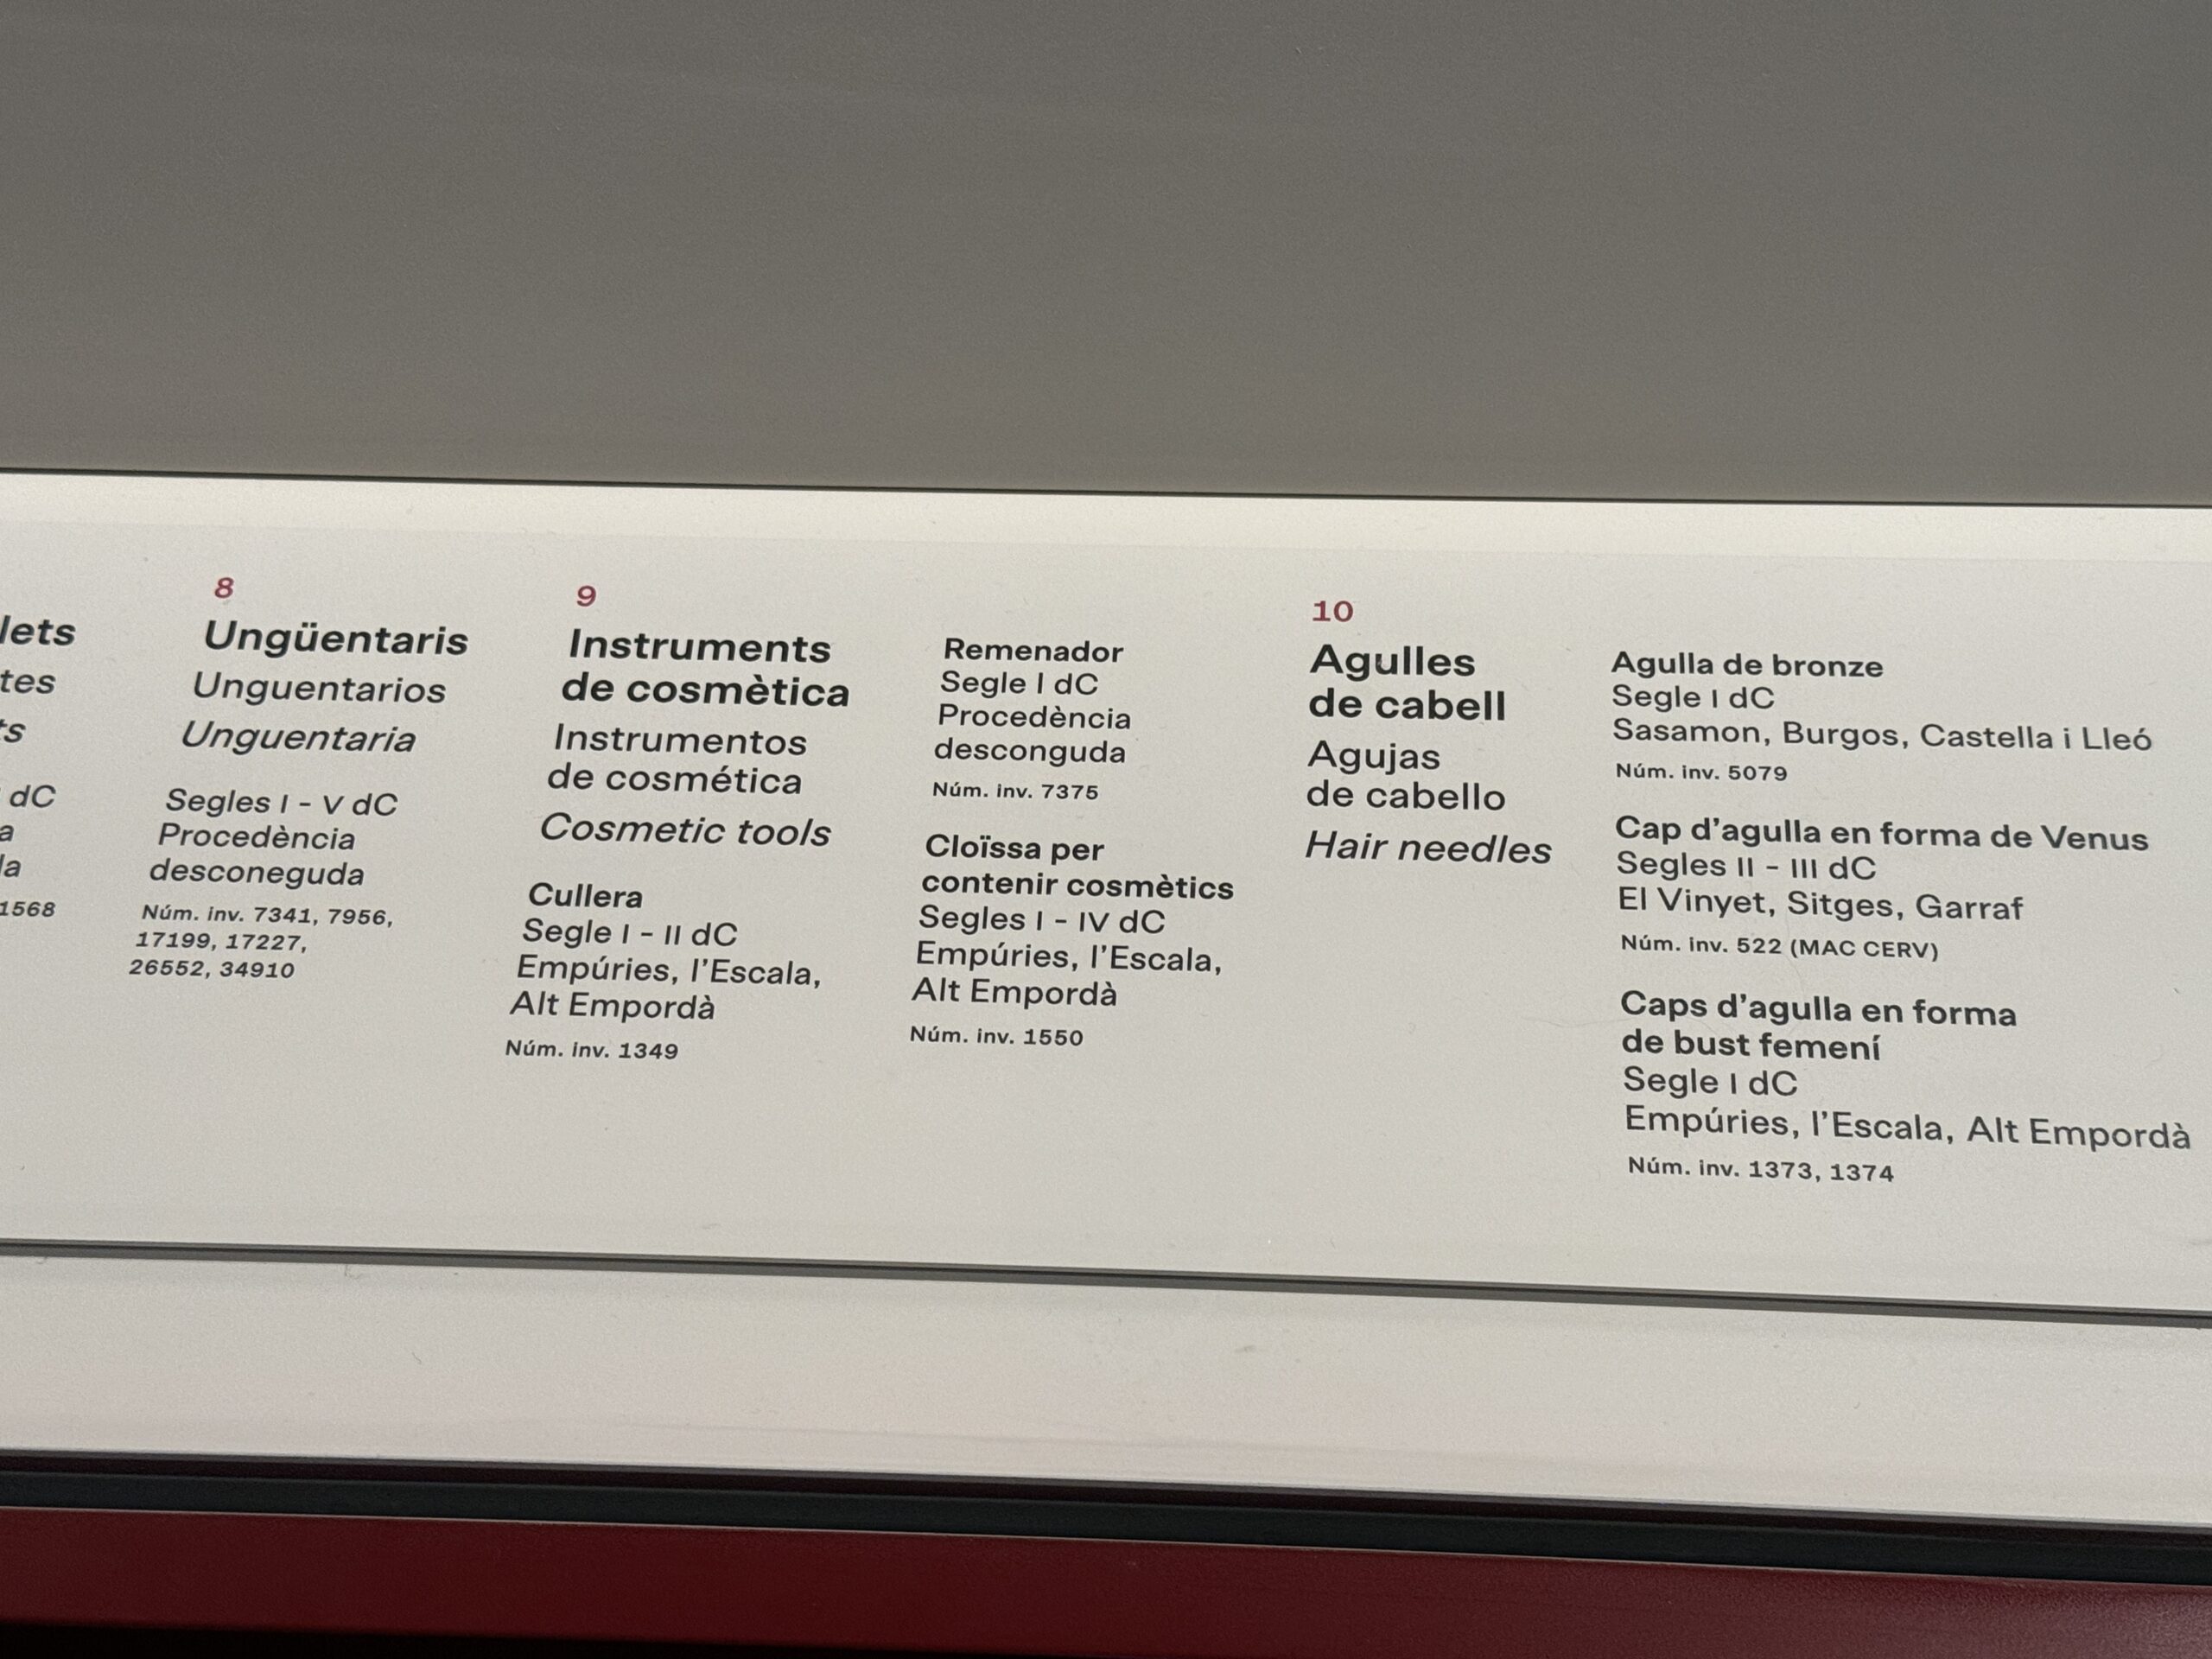 lets
tes
ts
dC
a
la
1568
8
Ungüentaris
Unguentarios
Unguentaria
Segles I - V dC
Procedència
desconeguda
Núm. inv. 7341, 7956,
17199, 17227,
26552, 34910
9
Instruments
de cosmètica
Instrumentos
de cosmética
Cosmetic tools
Cullera
Segle I - II dC
Empúries, l'Escala,
Alt Empordà
Núm. inv. 1349
Remenador
Segle I dC
Procedència
desconguda
Núm. inv. 7375
Cloïssa per
contenir cosmètics
Segles I - IV dC
Empúries, l'Escala,
Alt Empordà
Núm. inv. 1550
10
Agulles
de cabell
Agujas
de cabello
Hair needles
Agulla de bronze
Segle I dC
Sasamon, Burgos, Castella i Lleó
Núm. inv. 5079
Cap d'agulla en forma de Venus
Segles II - III dC
El Vinyet, Sitges, Garraf
Núm. inv. 522 (MAC CERV)
Caps d'agulla en forma
de bust femení
Segle I dC
Empúries, l'Escala, Alt Empordà
Núm. inv. 1373, 1374